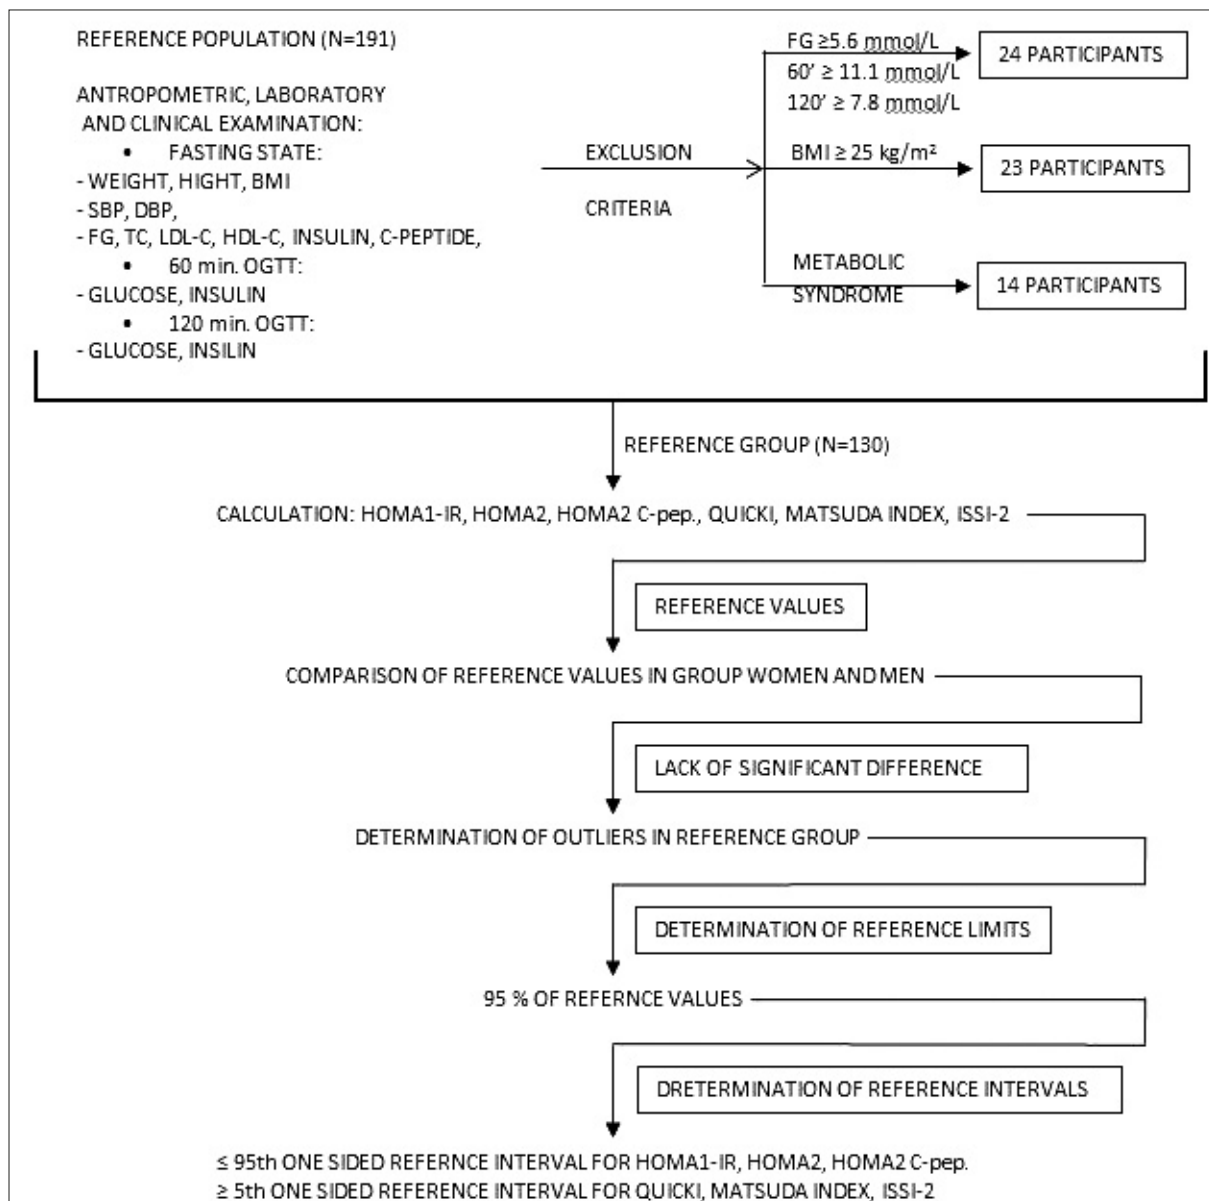 REFERENCE POPULATION (N=191)
ANTROPOMETRIC, LABORATORY
AND CLINICAL EXAMINATION:
• FASTING STATE:
- WEIGHT, HIGHT, BMI
- SBP, DBP,
- FG, TC, LDL-C, HDL-C, INSULIN, C-PEPTIDE,
• 60 min. OGTT:
- GLUCOSE, INSULIN
• 120 min. OGTT:
- GLUCOSE, INSILIN
EXCLUSION
CRITERIA
FG ≥5.6 mmol/L
60' ≥ 11.1 mmol/L
120' ≥ 7.8 mmol/L
24 PARTICIPANTS
BMI ≥ 25 kg/m²
23 PARTICIPANTS
METABOLIC
SYNDROME
14 PARTICIPANTS
REFERENCE GROUP (N=130)
CALCULATION: HOMA1-IR, HOMA2, HOMA2 C-pep., QUICKI, MATSUDA INDEX, ISSI-2
REFERENCE VALUES
COMPARISON OF REFERENCE VALUES IN GROUP WOMEN AND MEN
LACK OF SIGNIFICANT DIFFERENCE
DETERMINATION OF OUTLIERS IN REFERENCE GROUP
DETERMINATION OF REFERENCE LIMITS
95 % OF REFERNCE VALUES
DRETERMINATION OF REFERENCE INTERVALS
≤ 95th ONE SIDED REFERNCE INTERVAL FOR HOMA1-IR, HOMA2, HOMA2 C-pep.
≥ 5th ONE SIDED REFERENCE INTERVAL FOR QUICKI, MATSUDA INDEX, ISSI-2